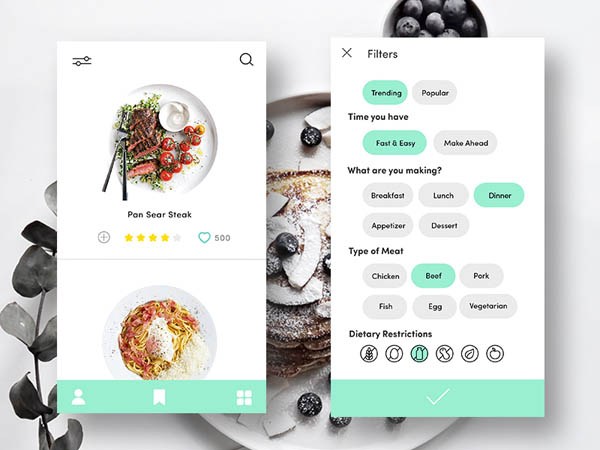 Pan Sear Steak
500
Filters
Trending Popular
Time you have
Fast & Easy Make Ahead
What are you making?
Breakfast Lunch Dinner
Appetizer Dessert
Type of Meat
Chicken Beef Pork
Fish Egg Vegetarian
Dietary Restrictions